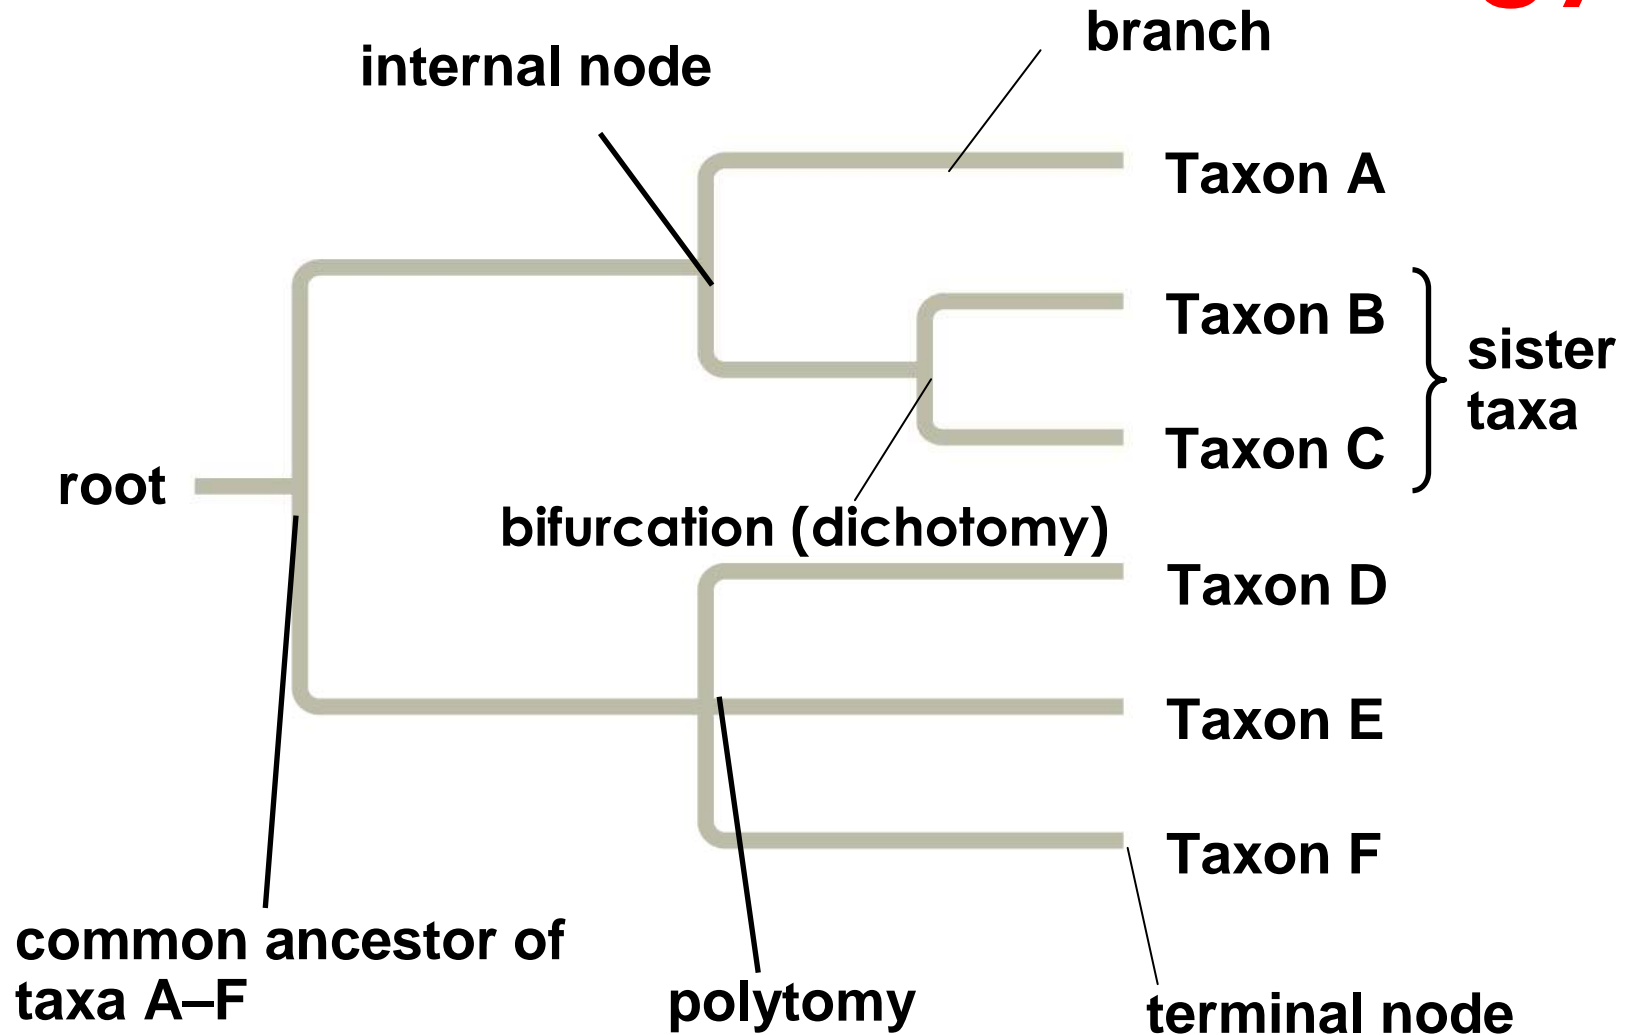 branch
internal node
Taxon A
Taxon B
sister
taxa
Taxon C
root
bifurcation (dichotomy)
Taxon D
Taxon E
Taxon F
common ancestor of
taxa A–F
polytomy
terminal node